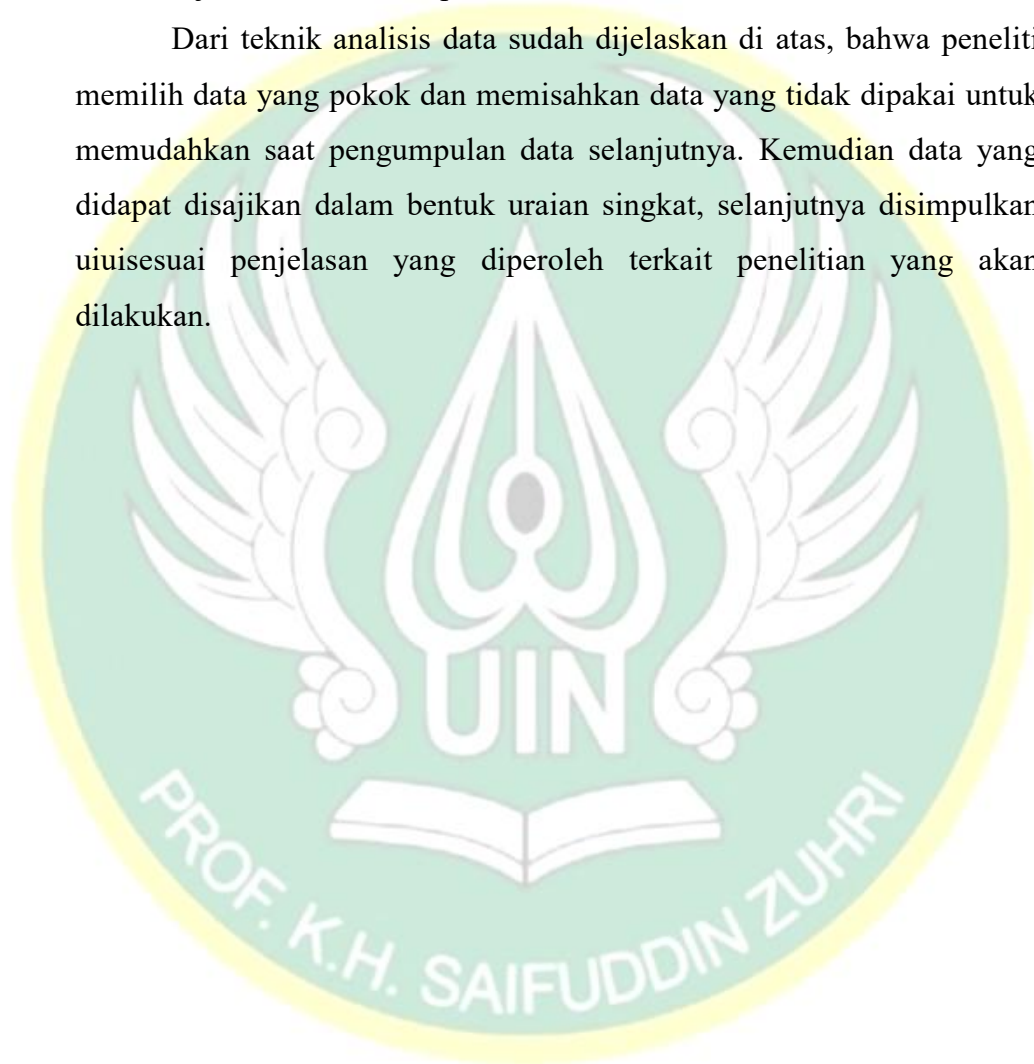 Dari teknik analisis data sudah dijelaskan di atas, bahwa peneliti
memilih data yang pokok dan memisahkan data yang tidak dipakai untuk
memudahkan saat pengumpulan data selanjutnya. Kemudian data yang
didapat disajikan dalam bentuk uraian singkat, selanjutnya disimpulkan
uiuisesuai penjelasan yang diperoleh terkait penelitian yang akan
dilakukan.
UIN
PROF. K.H. SAIFUDDIN ZUHRI